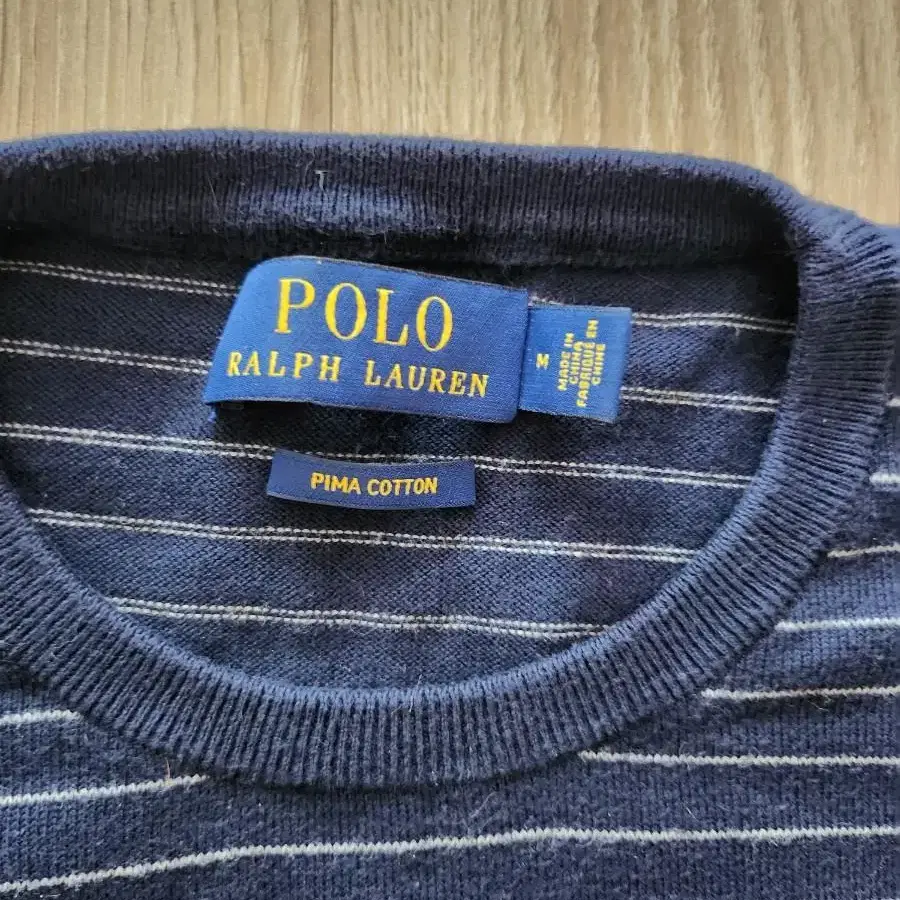 POLO
RALPH LAUREN
M
MADE IN
CHINA
FABRIQUÉ EN
CHINE
PIMA COTTON